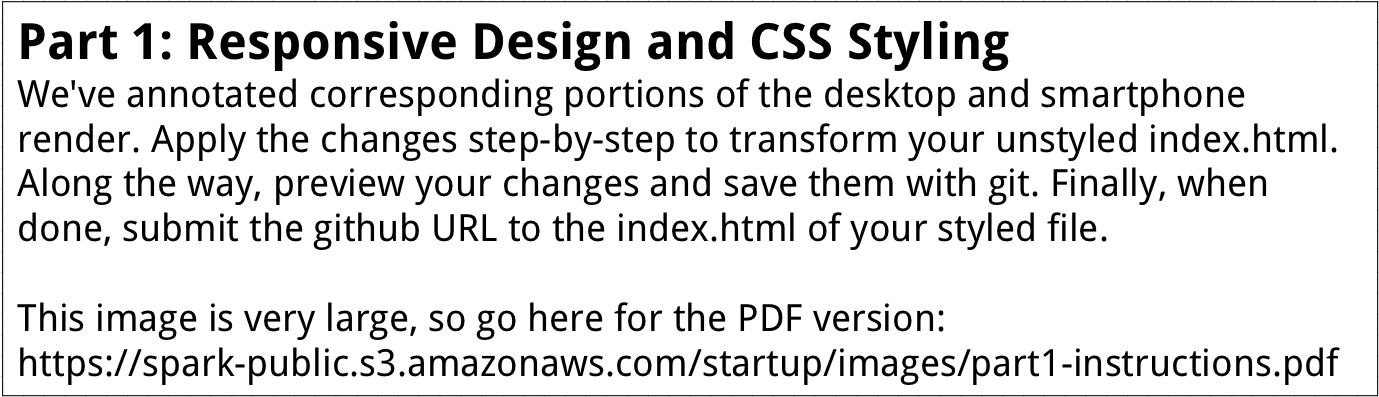 Part 1: Responsive Design and CSS Styling
We've annotated corresponding portions of the desktop and smartphone
render. Apply the changes step-by-step to transform your unstyled index.html.
Along the way, preview your changes and save them with git. Finally, when
done, submit the github URL to the index.html of your styled file.
This image is very large, so go here for the PDF version:
https://spark-public.s3.amazonaws.com/startup/images/part1-instructions.pdf